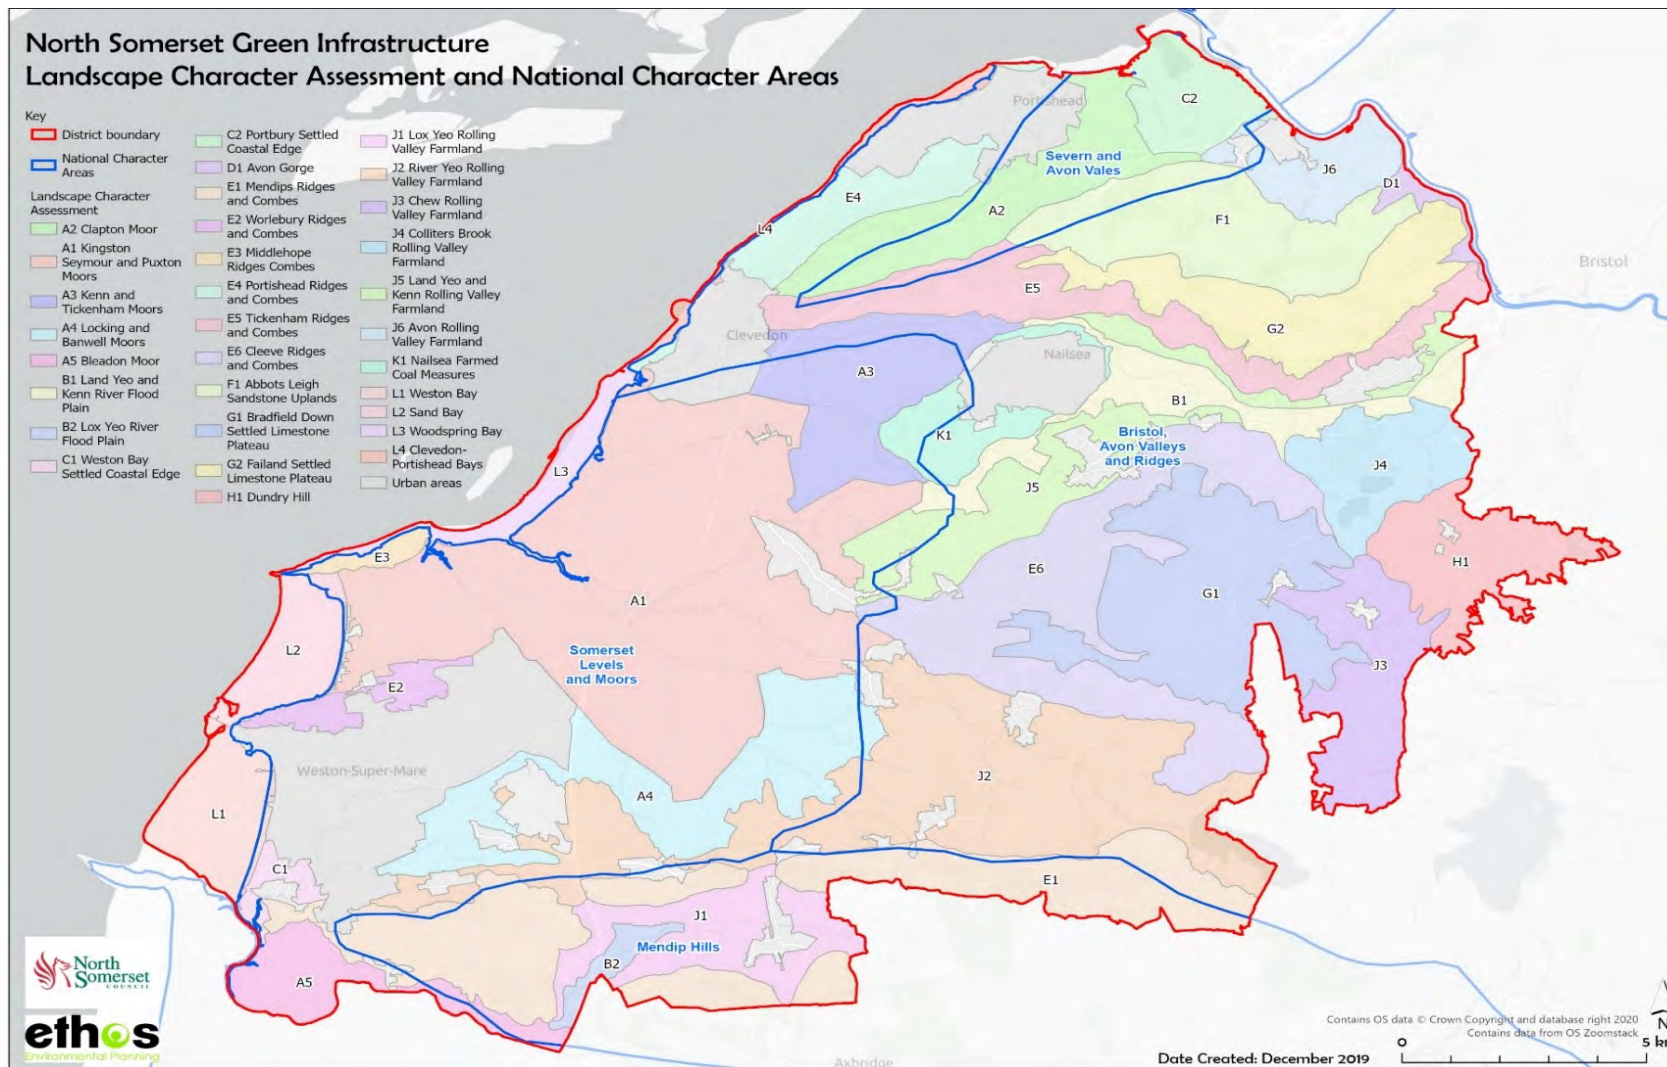 North Somerset Green Infrastructure
Landscape Character Assessment and National Character Areas
Key
District boundary
National Character
Areas
Landscape Character
Assessment
A2 Clapton Moor
A1 Kingston
Seymour and Puxton
Moors
A3 Kenn and
Tickenham Moors
A4 Locking and
Banwell Moors
A5 Bleadon Moor
B1 Land Yeo and
Kenn River Flood
Plain
B2 Lox Yeo River
Flood Plain
C1 Weston Bay
Settled Coastal Edge
C2 Portbury Settled
Coastal Edge
D1 Avon Gorge
E1 Mendips Ridges
and Combes
E2 Worlebury Ridges
and Combes
E3 Middlehope
Ridges Combes
E4 Portishead Ridges
and Combes
E5 Tickenham Ridges
and Combes
E6 Cleeve Ridges
and Combes
F1 Abbots Leigh
Sandstone Uplands
G1 Bradfield Down
Settled Limestone
Plateau
G2 Failand Settled
Limestone Plateau
H1 Dundry Hill
J1 Lox Yeo Rolling
Valley Farmland
J2 River Yeo Rolling
Valley Farmland
J3 Chew Rolling
Valley Farmland
J4 Colliters Brook
Rolling Valley
Farmland
J5 Land Yeo and
Kenn Rolling Valley
Farmland
J6 Avon Rolling
Valley Farmland
K1 Nailsea Farmed
Coal Measures
L1 Weston Bay
L2 Sand Bay
L3 Woodspring Bay
L4 Clevedon-
Portishead Bays
Urban areas
Portishead
C2
Severn and
Avon Vales
J6
D1
E4
A2
F1
L4
Bristol
E5
G2
Clevedon
Nailsea
A3
B1
K1
Bristol,
Avon Valleys
and Ridges
J4
L3
J5
E3
H1
E6
G1
A1
L2
Somerset
Levels
and Moors
J3
E2
Weston-Super-Mare
J2
A4
L1
C1
E1
J1
Mendip Hills
B2
A5
North
Somerset
COUNCIL
ethos
Environmental Planning
Axbridge
Contains OS data © Crown Copyright and database right 2020
Contains data from OS Zoomstack
N
Date Created: December 2019
0
5 km